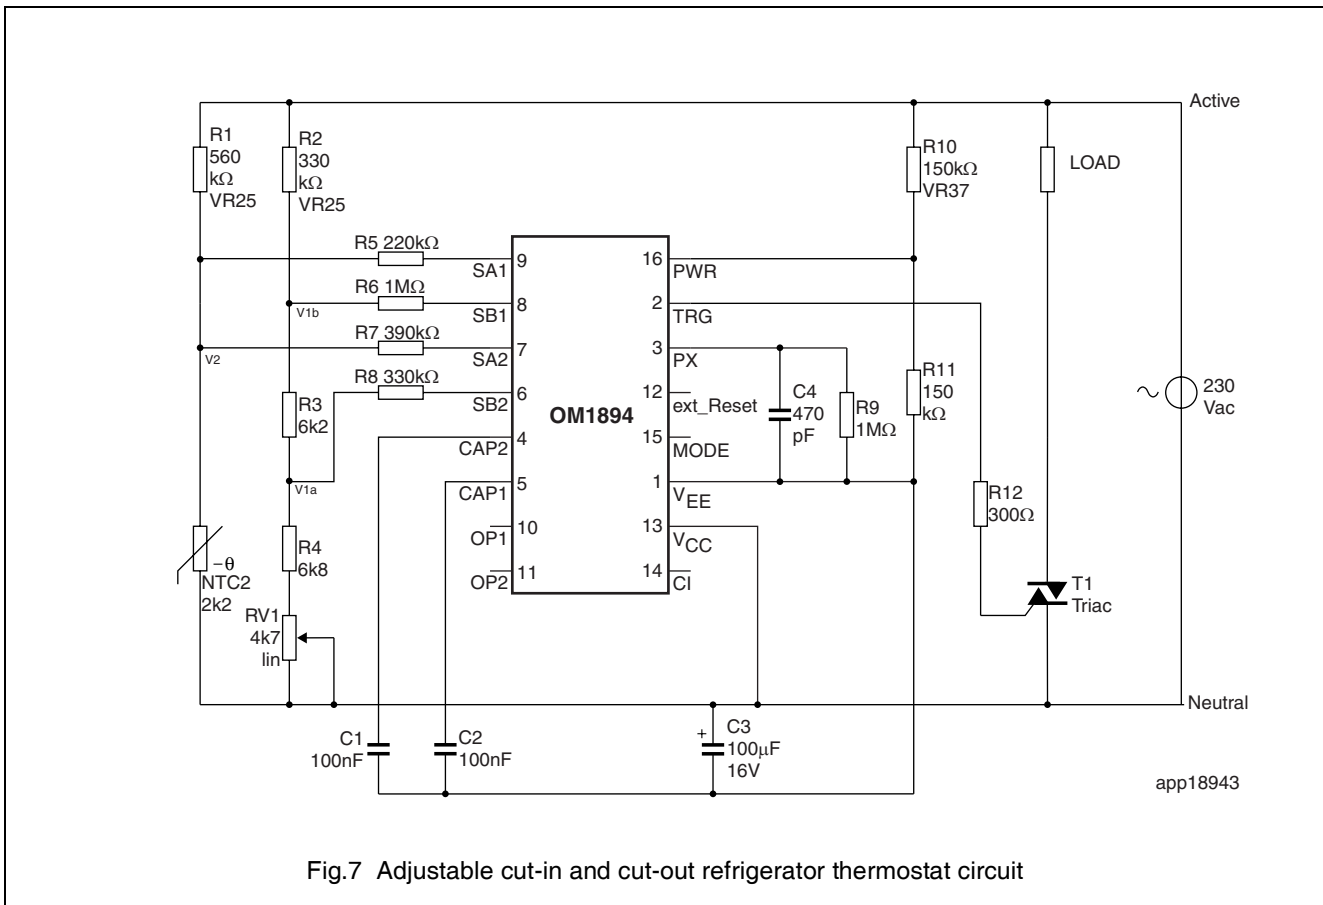 Active
R1
560
kΩ
VR25
R2
330
kΩ
VR25
R10
150kΩ
VR37
LOAD
R5 220kΩ
SA1
9
16
PWR
R6 1MΩ
V1b
SB1
8
2
TRG
R7 390kΩ
V2
SA2
7
3
PX
R8 330kΩ
SB2
6
12
ext_Reset
R3
6k2
OM1894
C4
470
pF
R9
1MΩ
R11
150
kΩ
230
Vac
4
CAP2
15
MODE
V1a
5
CAP1
1
VEE
R12
300Ω
R4
6k8
10
OP1
13
VCC
–θ
NTC2
2k2
11
OP2
14
CI
T1
Triac
RV1
4k7
lin
Neutral
C1
100nF
C2
100nF
+
C3
100µF
16V
app18943
Fig.7 Adjustable cut-in and cut-out refrigerator thermostat circuit